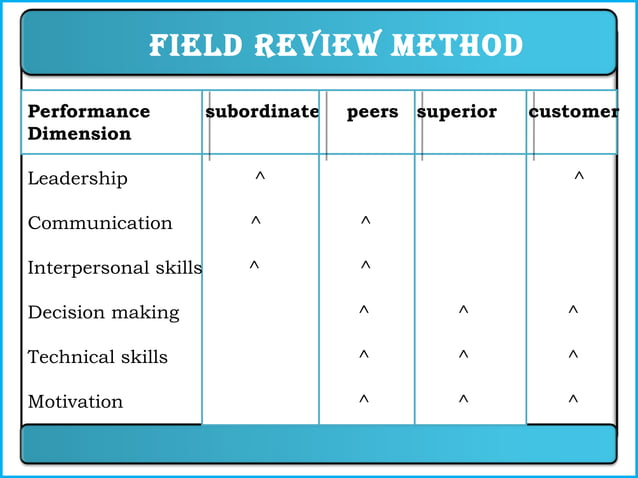 FIELD REVIEW METHOD
Performance Dimension subordinate peers superior customer
Leadership ^ ^
Communication ^ ^
Interpersonal skills ^ ^
Decision making ^ ^ ^
Technical skills ^ ^ ^
Motivation ^ ^ ^